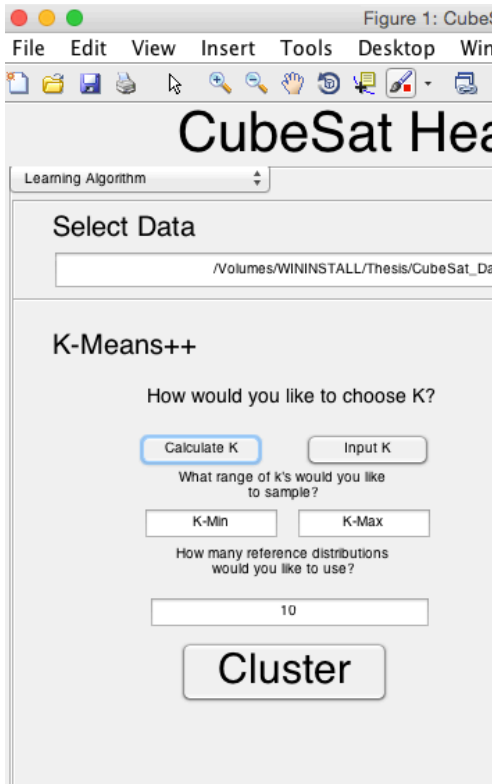 Figure 1: CubeS
File Edit View Insert Tools Desktop Win
CubeSat Hea
Learning Algorithm
Select Data
/Volumes/WININSTALL/Thesis/CubeSat_Da
K-Means++
How would you like to choose K?
Calculate K Input K
What range of k's would you like
to sample?
K-Min K-Max
How many reference distributions
would you like to use?
10
Cluster